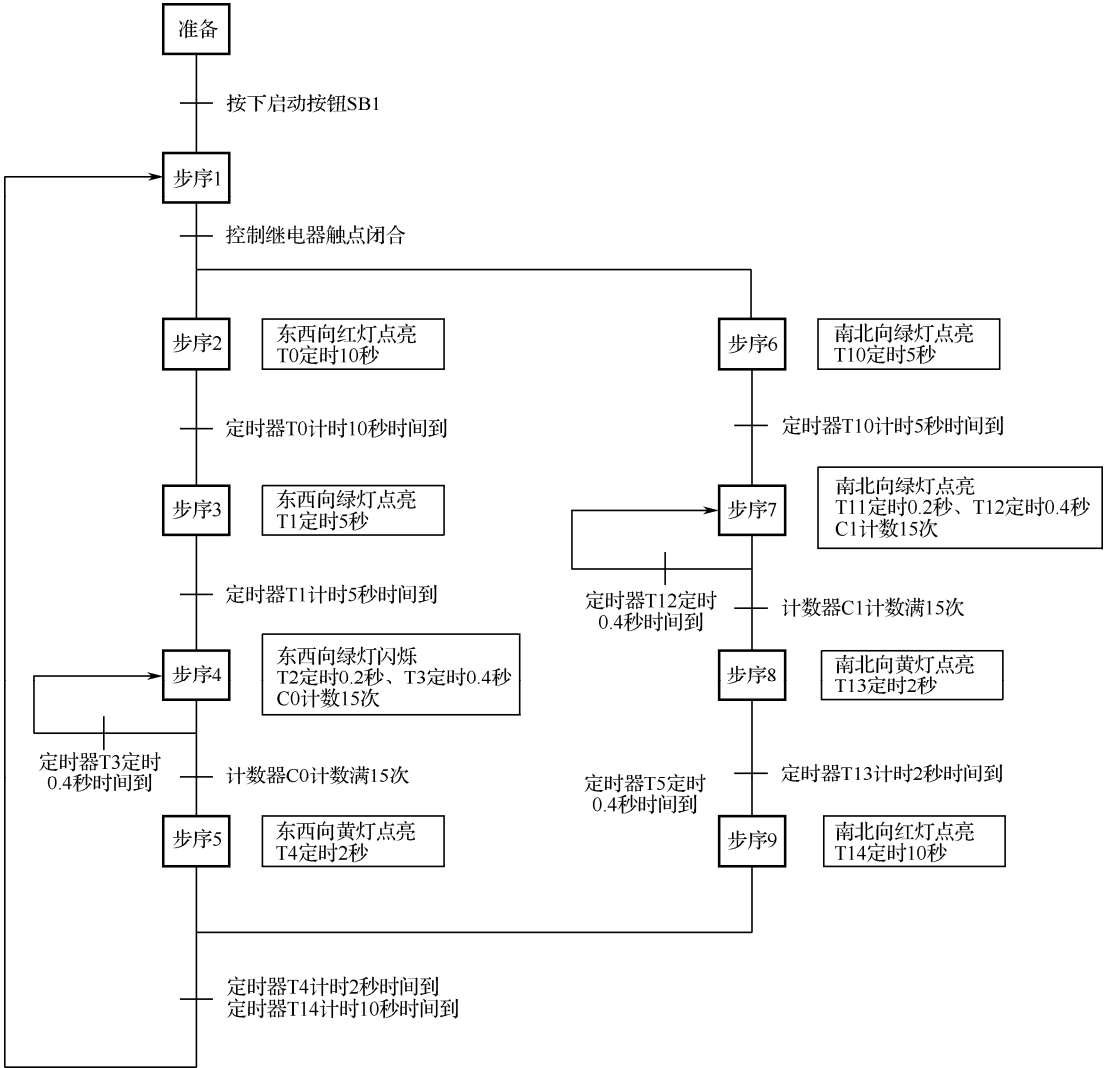 准备
按下启动按钮SB1
步序1
控制继电器触点闭合
步序2
东西向红灯点亮
T0定时10秒
步序6
南北向绿灯点亮
T10定时5秒
定时器T0计时10秒时间到
定时器T10计时5秒时间到
步序3
东西向绿灯点亮
T1定时5秒
步序7
南北向绿灯点亮
T11定时0.2秒、T12定时0.4秒
C1计数15次
定时器T1计时5秒时间到
定时器T12定时
0.4秒时间到
计数器C1计数满15次
步序4
东西向绿灯闪烁
T2定时0.2秒、T3定时0.4秒
C0计数15次
步序8
南北向黄灯点亮
T13定时2秒
定时器T3定时
0.4秒时间到
计数器C0计数满15次
定时器T5定时
0.4秒时间到
定时器T13计时2秒时间到
步序5
东西向黄灯点亮
T4定时2秒
步序9
南北向红灯点亮
T14定时10秒
定时器T4计时2秒时间到
定时器T14计时10秒时间到